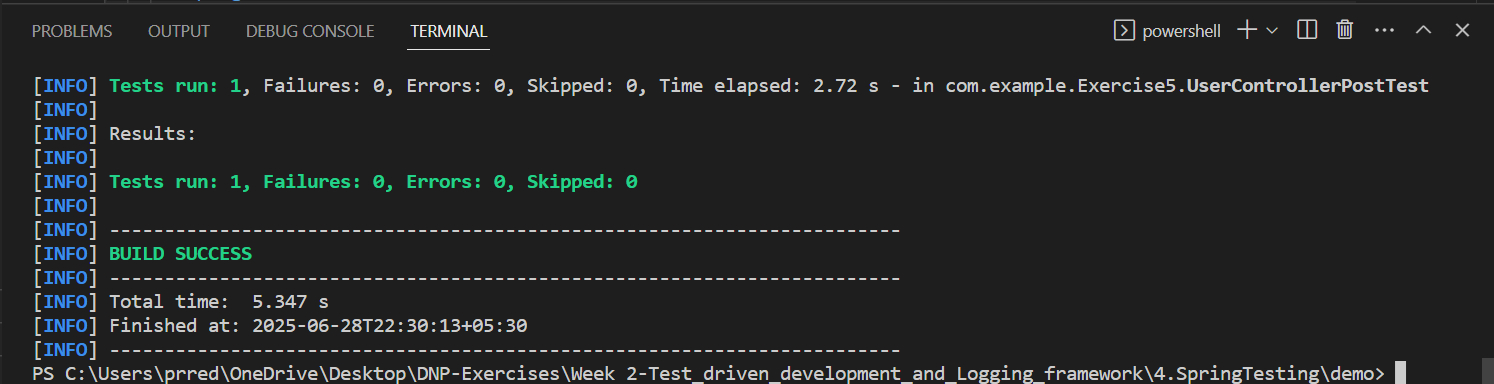 PROBLEMS OUTPUT DEBUG CONSOLE TERMINAL powershell
[INFO] Tests run: 1, Failures: 0, Errors: 0, Skipped: 0, Time elapsed: 2.72 s - in com.example.Exercise5.UserControllerPostTest
[INFO]
[INFO] Results:
[INFO]
[INFO] Tests run: 1, Failures: 0, Errors: 0, Skipped: 0
[INFO]
[INFO] ------------------------------------------------------------------------
[INFO] BUILD SUCCESS
[INFO] ------------------------------------------------------------------------
[INFO] Total time:  5.347 s
[INFO] Finished at: 2025-06-28T22:30:13+05:30
[INFO] ------------------------------------------------------------------------
PS C:\Users\prred\OneDrive\Desktop\DNP-Exercises\Week 2-Test_driven_development_and_Logging_framework\4.SpringTesting\demo>